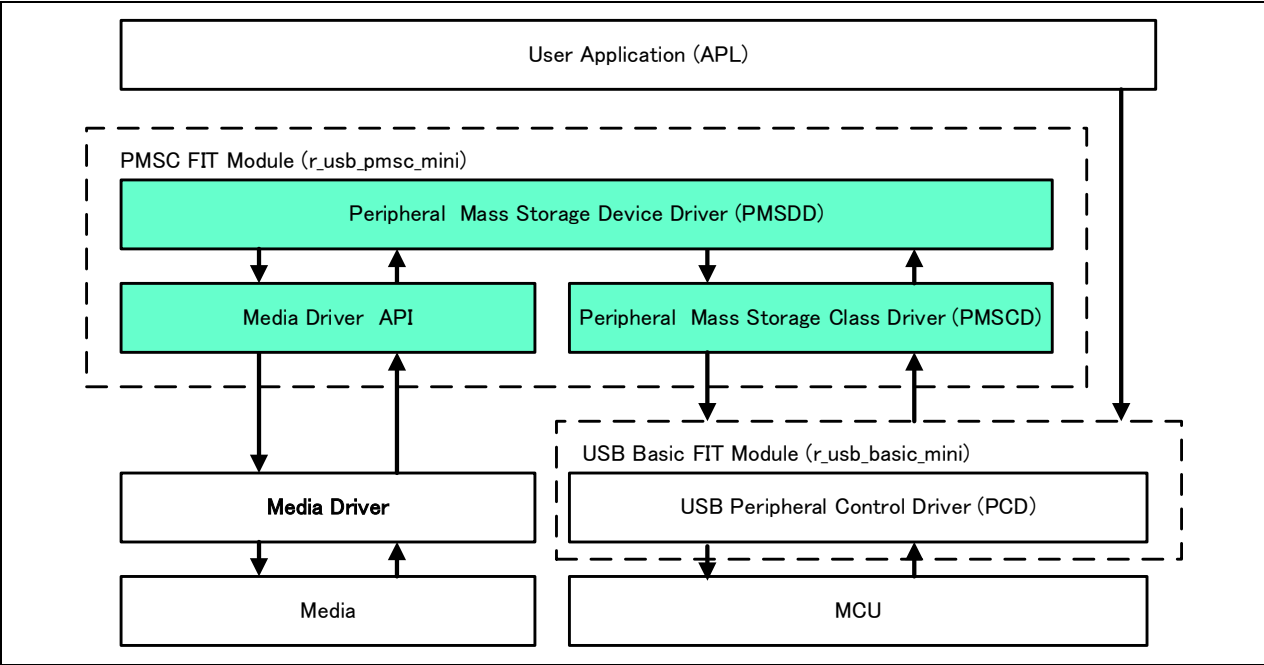 User Application (APL)
PMSC FIT Module (r_usb_pmsc_mini)
Peripheral Mass Storage Device Driver (PMSDD)
Media Driver API
Peripheral Mass Storage Class Driver (PMSCD)
USB Basic FIT Module (r_usb_basic_mini)
Media Driver
USB Peripheral Control Driver (PCD)
Media
MCU